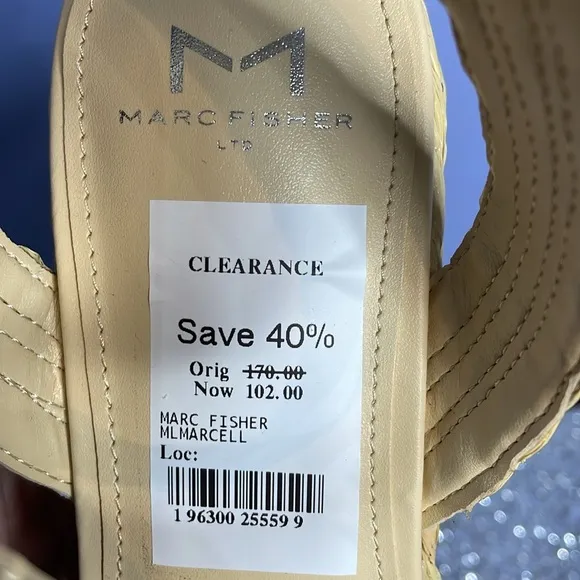 M
MARC FISHER
LTD
CLEARANCE
Save 40%
Orig 170.00
Now 102.00
MARC FISHER
MLMARCELL
Loc:
1 96300 25559 9